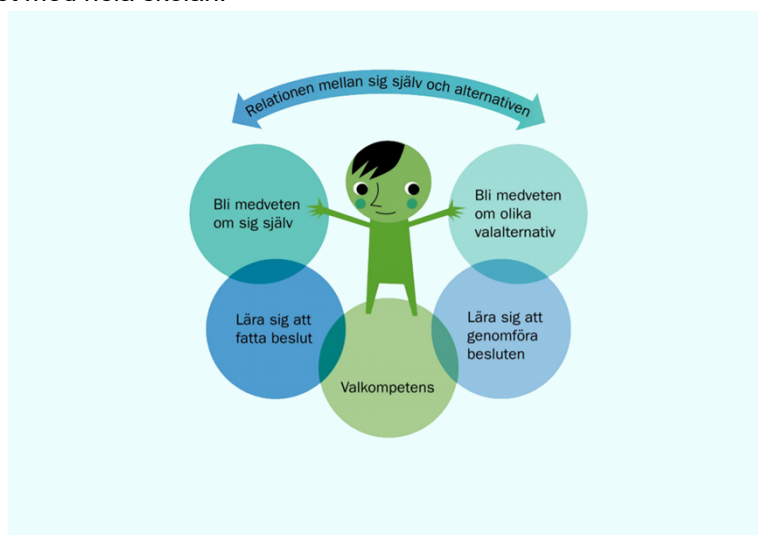 Relationen mellan sig själv och alternativen
Bli medveten
om sig själv
Bli medveten
om olika
valalternativ
Lära sig att
fatta beslut
Lära sig att
genomföra
besluten
Valkompetens